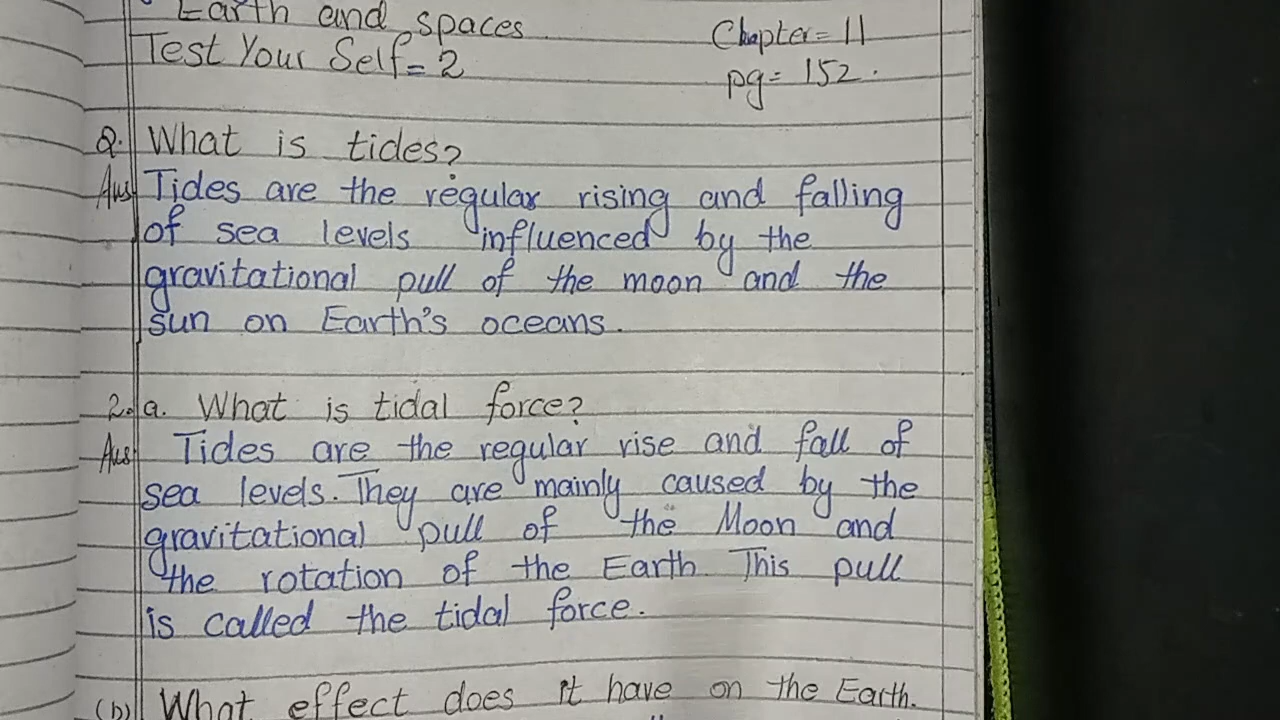 Earth and spaces
Chapter= 11
Test Your Self= 2
pg= 152.
Q. What is tides?
Ans Tides are the regular rising and falling
of sea levels influenced by the
gravitational pull of the moon and the
sun on Earth's oceans.
2. a. What is tidal force?
Ans Tides are the regular rise and fall of
sea levels. They are mainly caused by the
gravitational pull of the Moon and
the rotation of the Earth This pull
is called the tidal force.
(b) What effect does it have on the Earth.